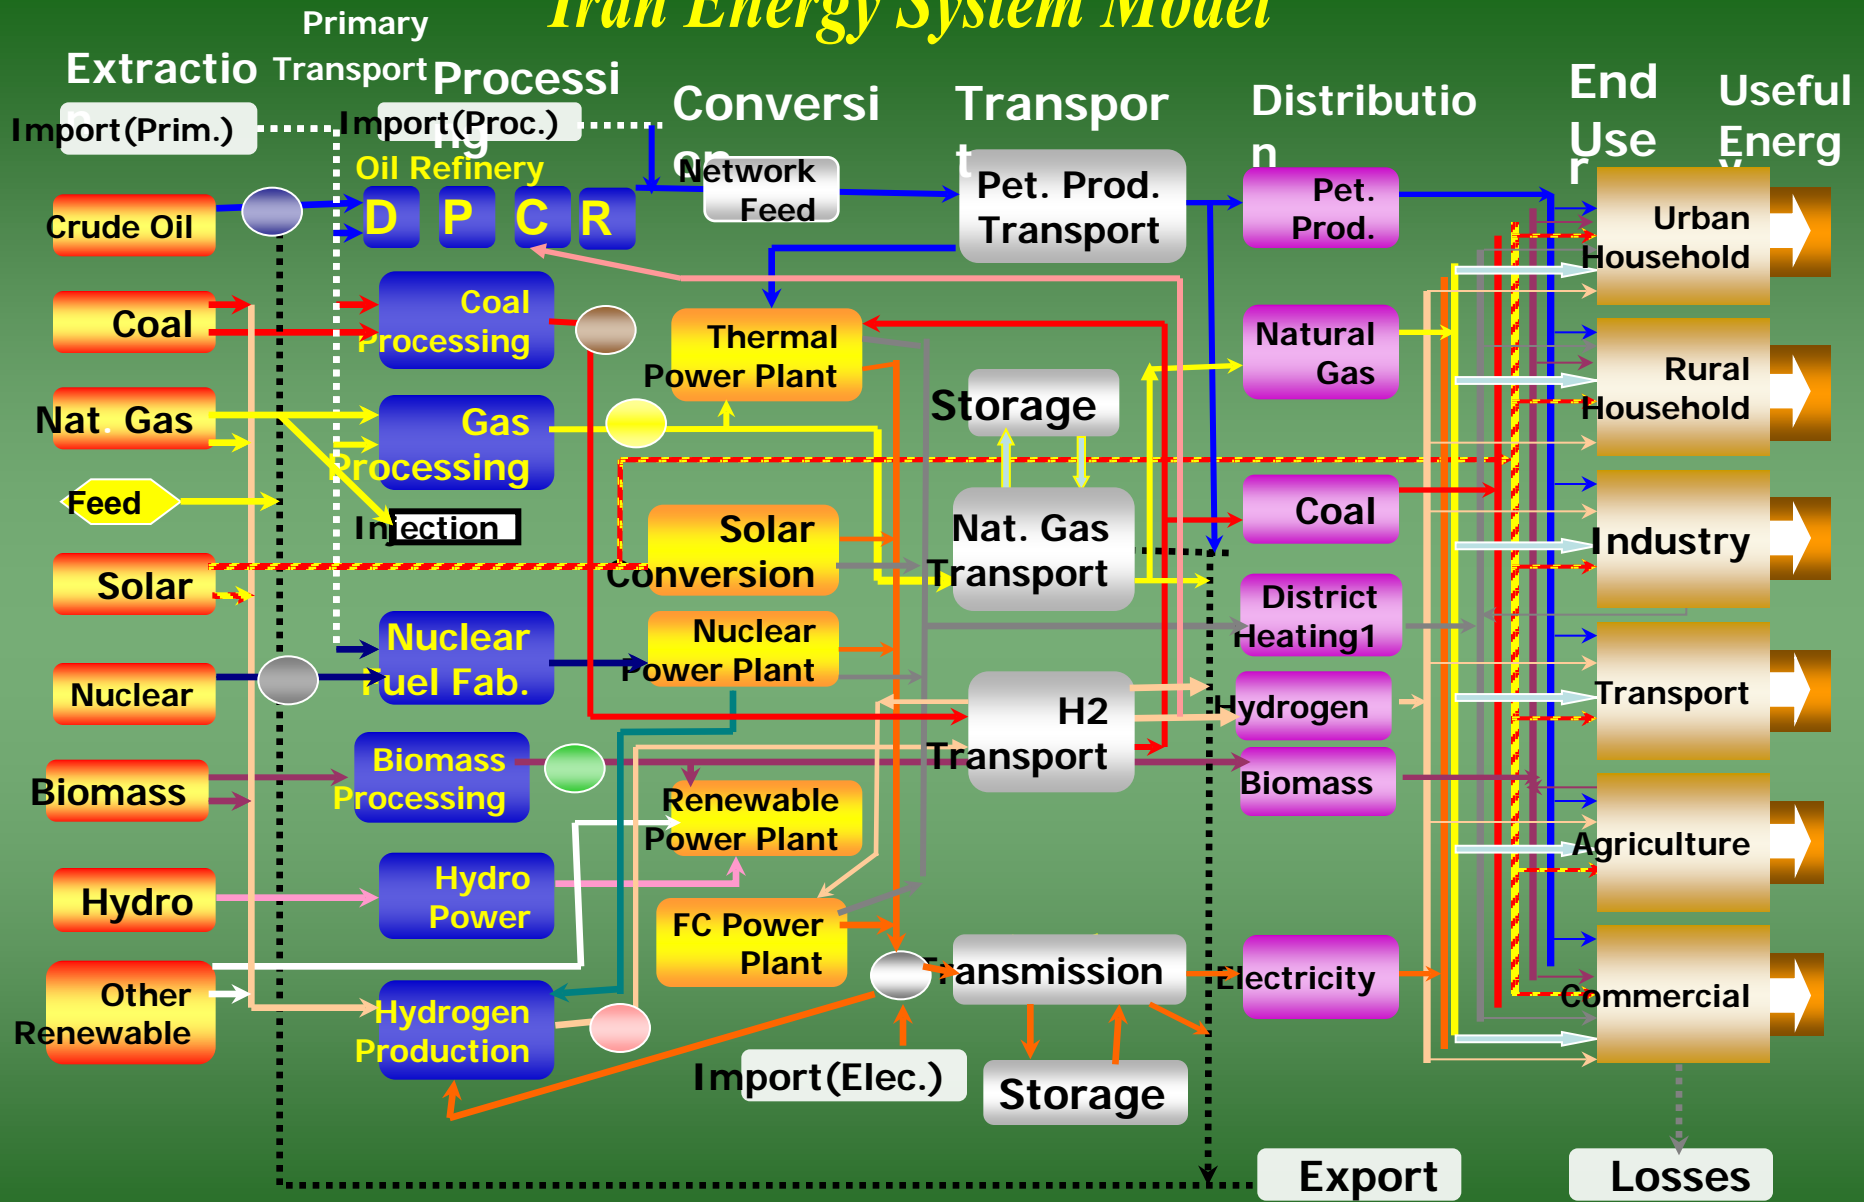 Iran Energy System Model
Primary
Transport
Extractio
n
Processi
ng
Conversi
on
Transpor
t
Distributio
n
End
Use
r
Useful
Energ
y
Import(Prim.)
Import(Proc.)
Oil Refinery
D P C R
Network
Feed
Pet. Prod.
Transport
Pet.
Prod.
Urban
Household
Crude Oil
Coal
Coal
Processing
Thermal
Power Plant
Natural
Gas
Rural
Household
Storage
Nat. Gas
Gas
Processing
Feed
Injection
Solar
Conversion
Nat. Gas
Transport
Coal
Industry
Solar
Nuclear
Fuel Fab.
Nuclear
Power Plant
District
Heating1
Nuclear
H2
Transport
Hydrogen
Transport
Biomass
Biomass
Processing
Renewable
Power Plant
Biomass
Agriculture
Hydro
Hydro
Power
FC Power
Plant
Transmission
Electricity
Other
Renewable
Hydrogen
Production
Commercial
Import(Elec.)
Storage
Export
Losses